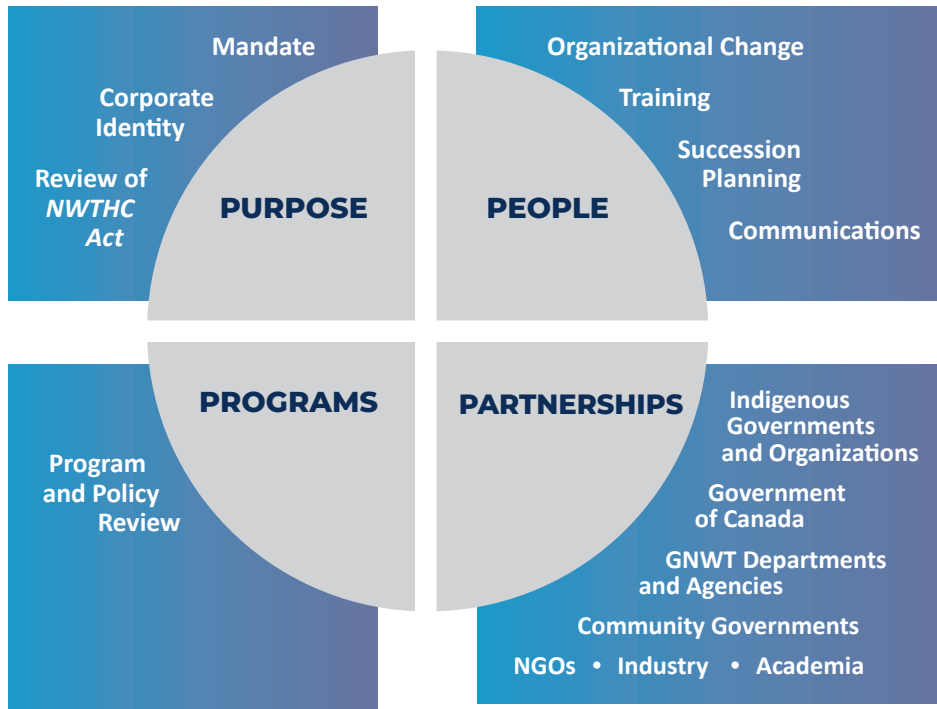 Mandate
Corporate
Identity
Review of
NWTHC
Act
PURPOSE
Organizational Change
Training
Succession
Planning
Communications
PEOPLE
PROGRAMS
Program
and Policy
Review
PARTNERSHIPS
Indigenous
Governments
and Organizations
Government
of Canada
GNWT Departments
and Agencies
Community Governments
NGOs • Industry • Academia